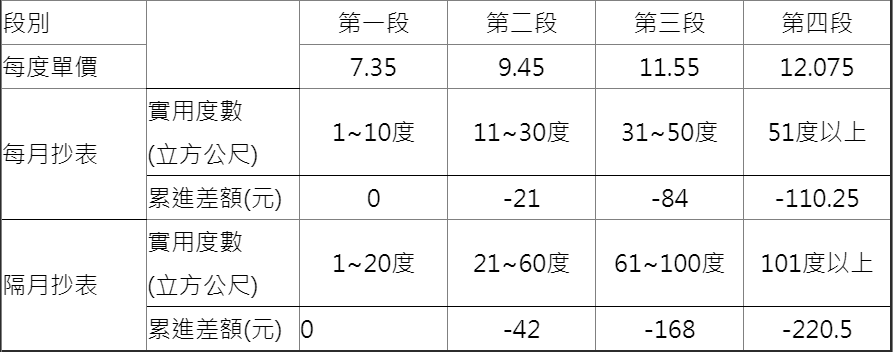 段別 第一段 第二段 第三段 第四段
每度單價 7.35 9.45 11.55 12.075
每月抄表 實用度數 1~10度 11~30度 31~50度 51度以上
(立方公尺)
累進差額(元) 0 -21 -84 -110.25
隔月抄表 實用度數 1~20度 21~60度 61~100度 101度以上
(立方公尺)
累進差額(元) 0 -42 -168 -220.5